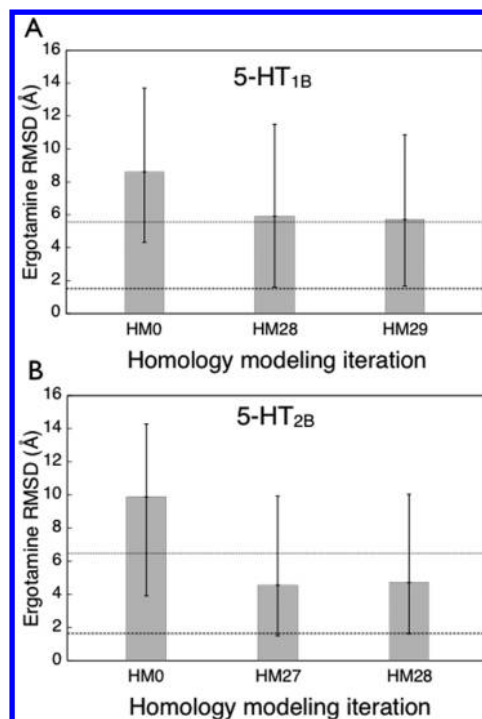 A
5-HT1B
Ergotamine RMSD (Å)
16
14
12
10
8
6
4
2
0
HM0 HM28 HM29
Homology modeling iteration
B
5-HT2B
Ergotamine RMSD (Å)
16
14
12
10
8
6
4
2
0
HM0 HM27 HM28
Homology modeling iteration